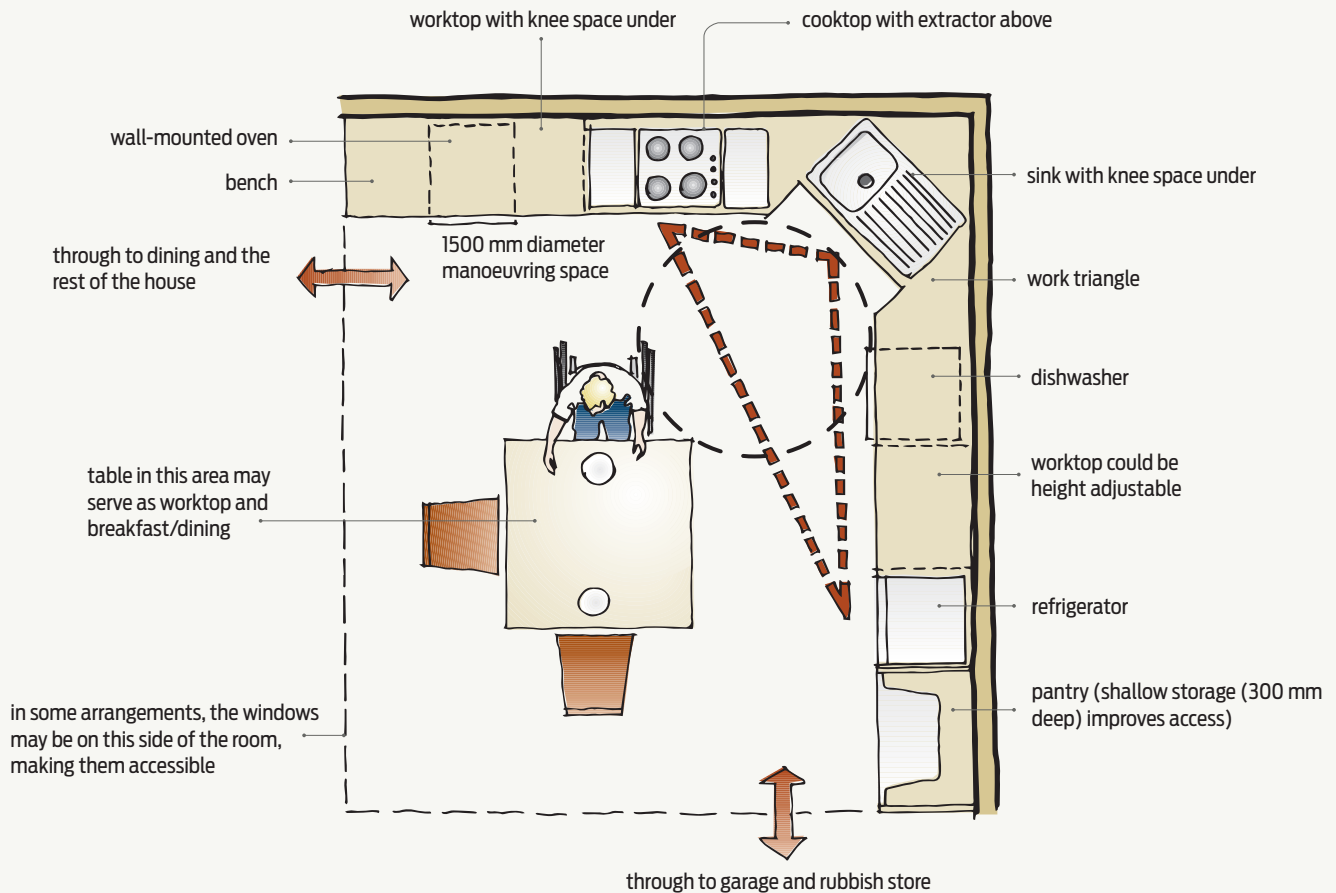 worktop with knee space under
cooktop with extractor above
wall-mounted oven
bench
sink with knee space under
through to dining and the
rest of the house
1500 mm diameter
manoeuvring space
work triangle
dishwasher
table in this area may
serve as worktop and
breakfast/dining
worktop could be
height adjustable
refrigerator
in some arrangements, the windows
may be on this side of the room,
making them accessible
pantry (shallow storage (300 mm
deep) improves access)
through to garage and rubbish store